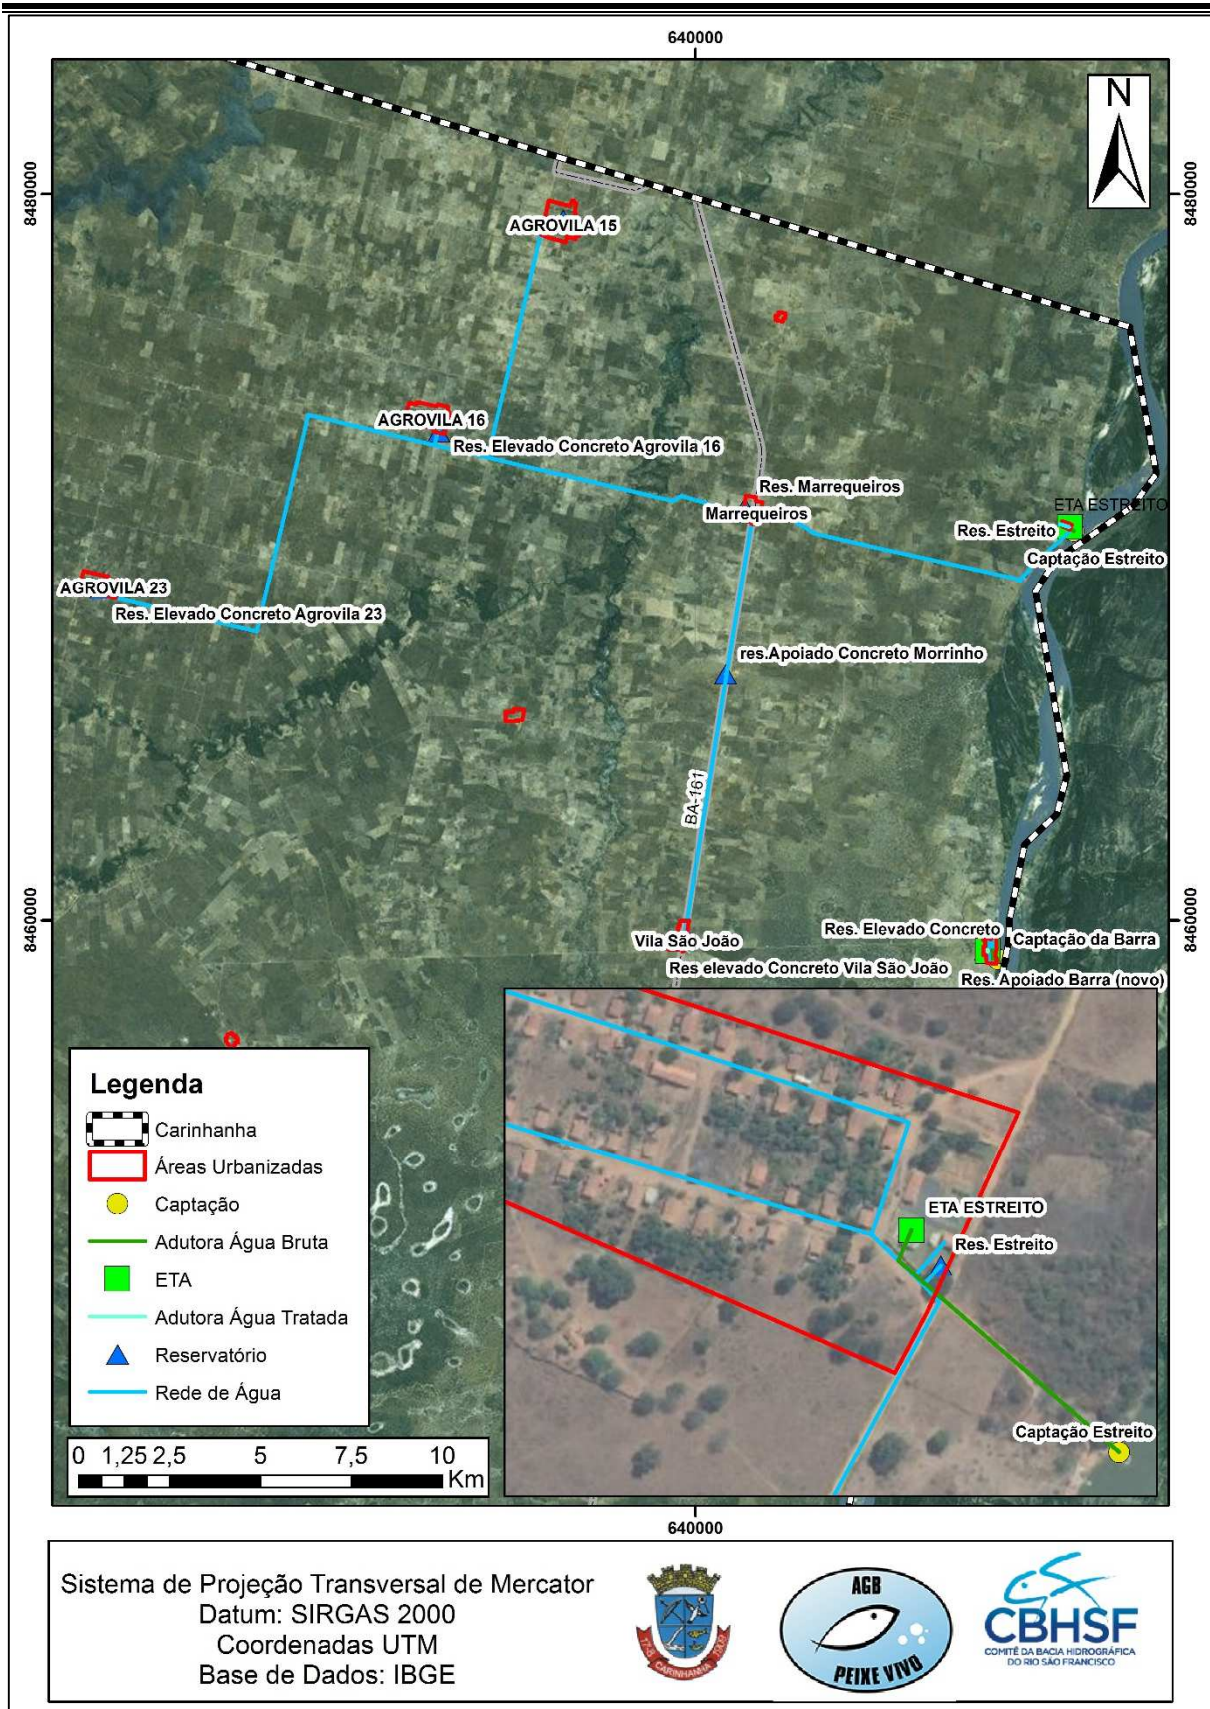 640000
N
8480000
8480000
AGROVILA 15
AGROVILA 16
Res. Elevado Concreto Agrovila 16
Res. Marrequeiros
Marrequeiros
ETA ESTREITO
Res. Estreito
Captação Estreito
AGROVILA 23
Res. Elevado Concreto Agrovila 23
res.Apoiado Concreto Morrinho
BA-161
8460000
8460000
Res. Elevado Concreto
Vila São João
Captação da Barra
Res elevado Concreto Vila São João
Res. Apoiado Barra (novo)
Legenda
Carinhanha
Áreas Urbanizadas
Captação
Adutora Água Bruta
ETA
Adutora Água Tratada
Reservatório
Rede de Água
0 1,25 2,5 5 7,5 10
Km
ETA ESTREITO
Res. Estreito
Captação Estreito
640000
Sistema de Projeção Transversal de Mercator
Datum: SIRGAS 2000
Coordenadas UTM
Base de Dados: IBGE
CARINHANHA
AGB
PEIXE VIVO
CBHSF
COMITÊ DA BACIA HIDROGRÁFICA
DO RIO SÃO FRANCISCO